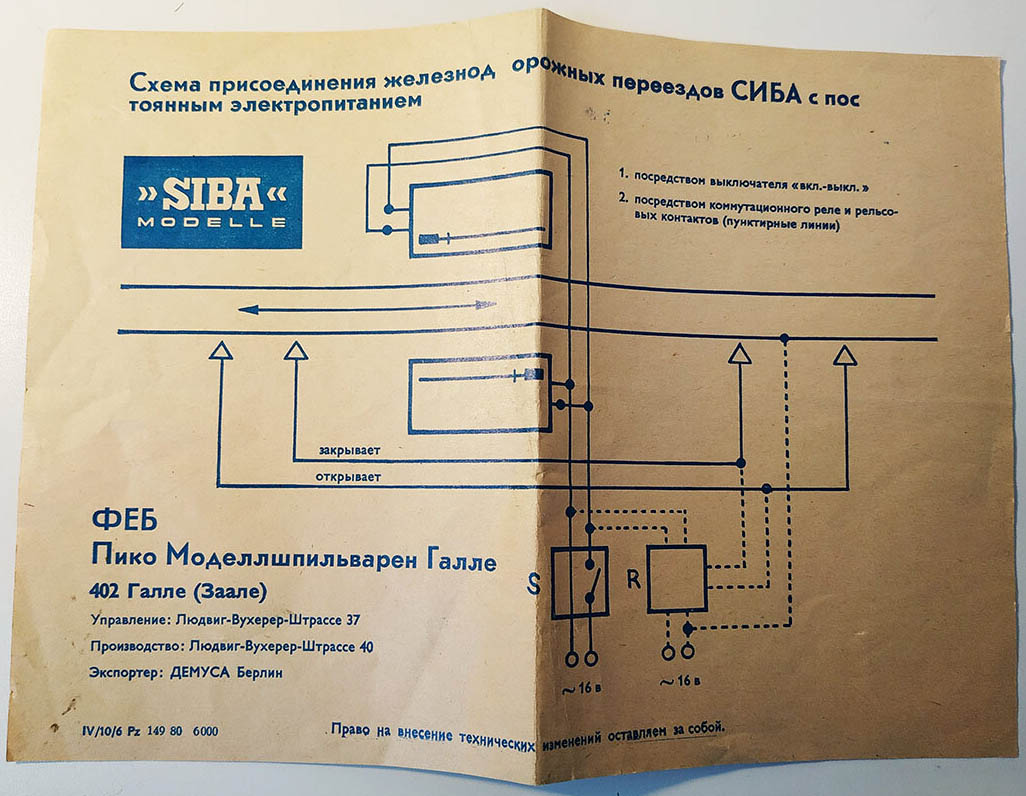 Схема присоединения железнод орожных переездов СИБА с пос
тоянным электропитанием
»SIBA«
MODELLE
1. посредством выключателя «вкл.-выкл.»
2. посредством коммутационного реле и рельсо-
вых контактов (пунктирные линии)
закрывает
открывает
S
R
~ 16 в
~ 16 в
ФЕБ
Пико Моделлшпильварен Галле
402 Галле (Заале)
Управление: Людвиг-Вухерер-Штрассе 37
Производство: Людвиг-Вухерер-Штрассе 40
Экспортер: ДЕМУСА Берлин
IV/10/6 Pz 149 80 6000
Право на внесение технических изменений оставляем за собой.